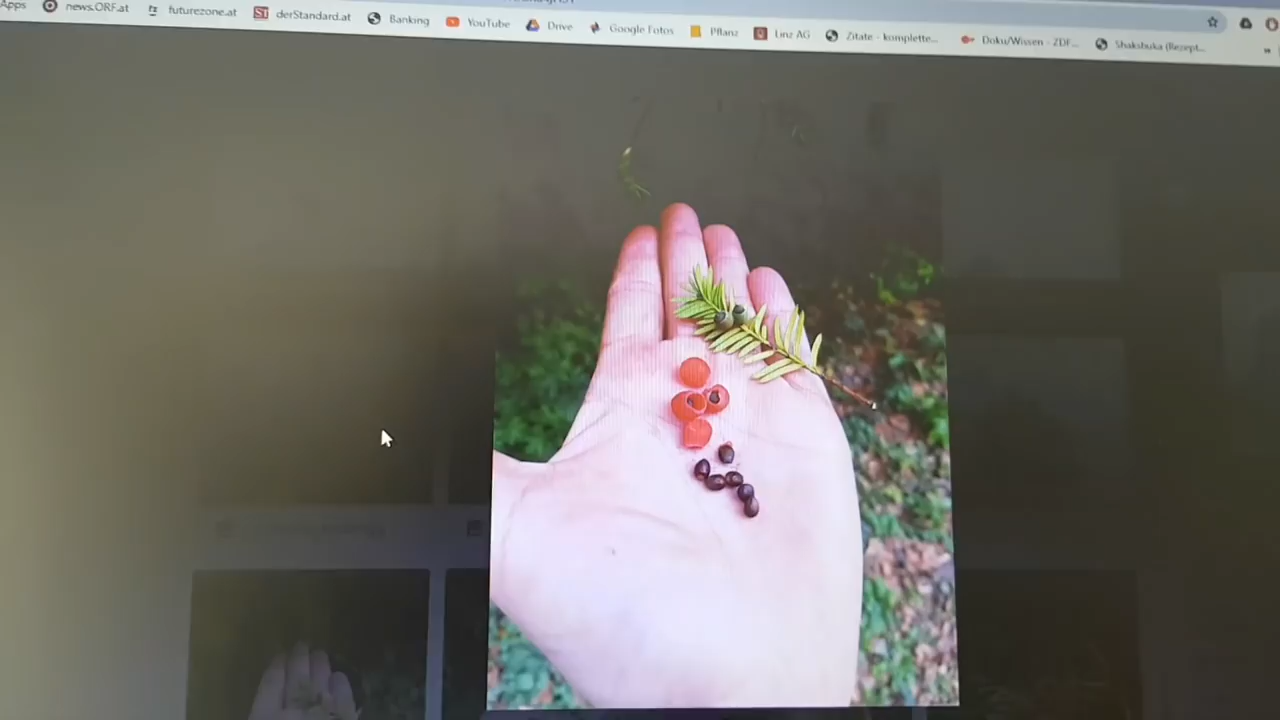 Apps news.ORF.at futurezone.at ST derStandard.at Banking YouTube Drive Google Fotos Pflanz Linz AG Zitate - komplette... Doku/Wissen - ZDF... Shakshuka (Rezept...